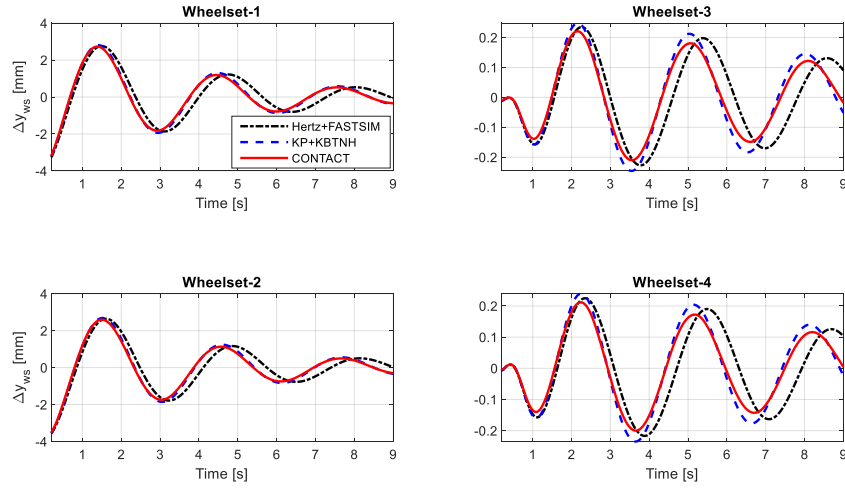 Wheelset-1
4
2
0
-2
-4
Δyws [mm]
1 2 3 4 5 6 7 8 9
Time [s]
Hertz+FASTSIM
KP+KBTNH
CONTACT
Wheelset-3
0.2
0.1
0
-0.1
-0.2
1 2 3 4 5 6 7 8 9
Time [s]
Wheelset-2
4
2
0
-2
-4
Δyws [mm]
1 2 3 4 5 6 7 8 9
Time [s]
Wheelset-4
0.2
0.1
0
-0.1
-0.2
1 2 3 4 5 6 7 8 9
Time [s]